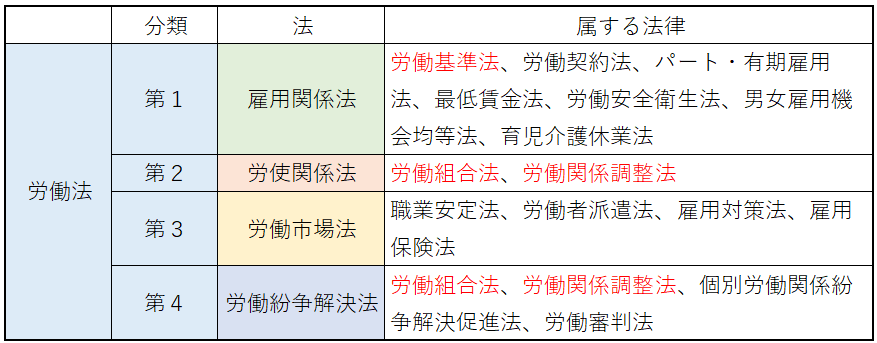 分類 法 属する法律
労働法
第1 雇用関係法 労働基準法、労働契約法、パート・有期雇用
法、最低賃金法、労働安全衛生法、男女雇用機
会均等法、育児介護休業法
第2 労使関係法 労働組合法、労働関係調整法
第3 労働市場法 職業安定法、労働者派遣法、雇用対策法、雇用
保険法
第4 労働紛争解決法 労働組合法、労働関係調整法、個別労働関係紛
争解決促進法、労働審判法